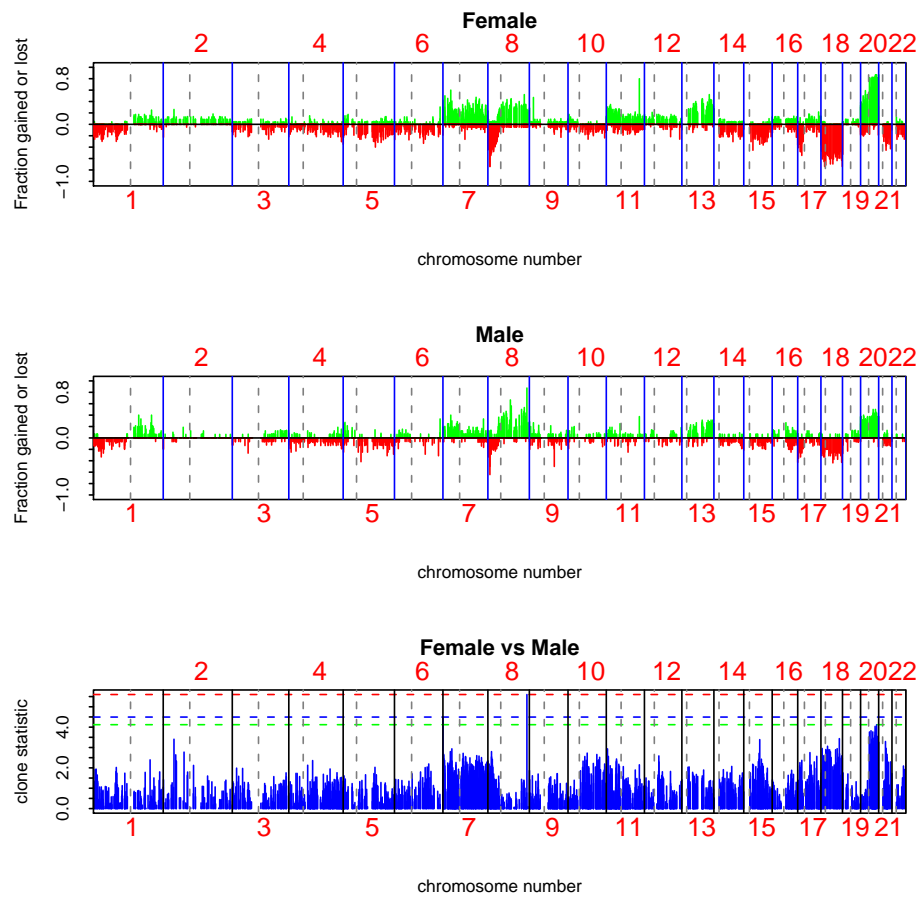 Female
2 4 6 8 10 12 14 16 18 20 22
Fraction gained or lost
0.8
0.0
−1.0
1 3 5 7 9 11 13 15 17 19 21
chromosome number
Male
2 4 6 8 10 12 14 16 18 20 22
Fraction gained or lost
0.8
0.0
−1.0
1 3 5 7 9 11 13 15 17 19 21
chromosome number
Female vs Male
2 4 6 8 10 12 14 16 18 20 22
clone statistic
4.0
2.0
0.0
1 3 5 7 9 11 13 15 17 19 21
chromosome number